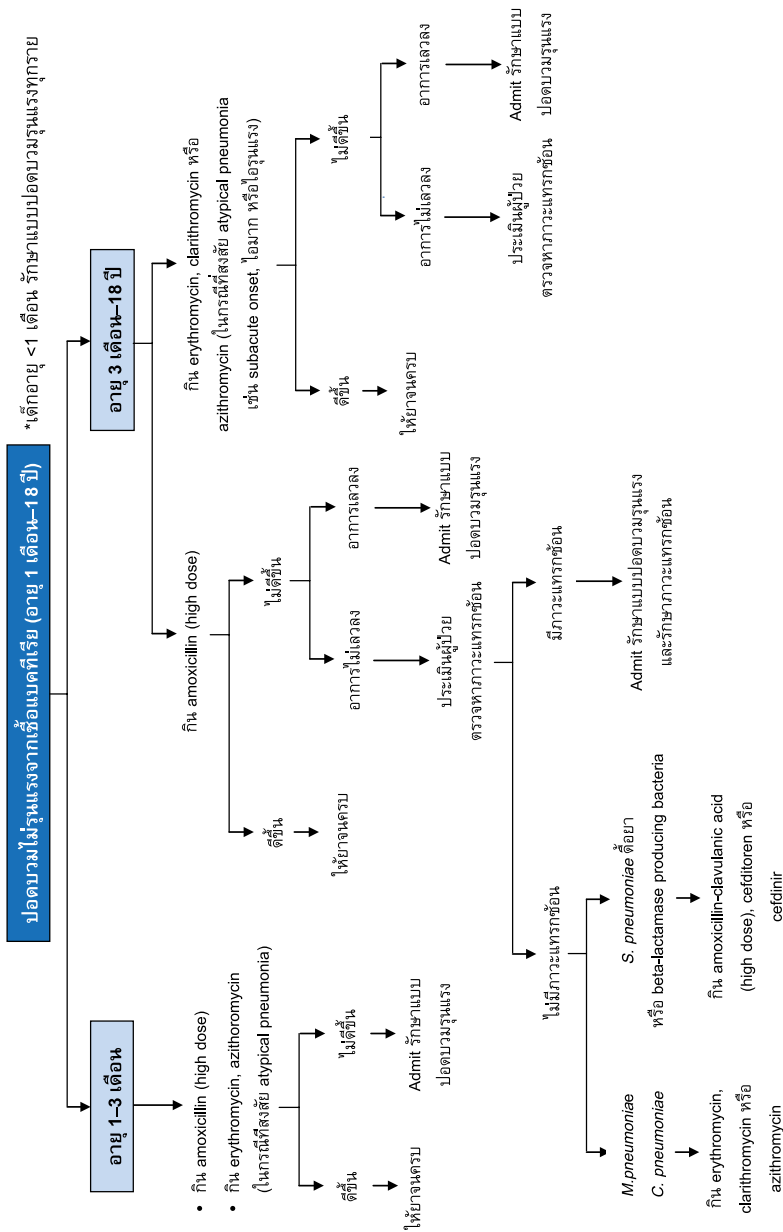 ปอดบวมไม่รุนแรงจากเชื้อแบคทีเรีย (อายุ 1 เดือน–18 ปี)
*เด็กอายุ <1 เดือน รักษาแบบปอดบวมรุนแรงทุกราย
อายุ 1–3 เดือน
• กิน amoxicillin (high dose)
• กิน erythromycin, azithoromycin
(ในกรณีที่สงสัย atypical pneumonia)
ดีขึ้น
ให้ยาจนครบ
ไม่ดีขึ้น
Admit รักษาแบบ
ปอดบวมรุนแรง
อายุ 3 เดือน–18 ปี
กิน amoxicillin (high dose)
ดีขึ้น
ให้ยาจนครบ
ไม่ดีขึ้น
อาการไม่เลวลง
ประเมินผู้ป่วย
ตรวจหาภาวะแทรกซ้อน
อาการเลวลง
Admit รักษาแบบ
ปอดบวมรุนแรง
ไม่มีภาวะแทรกซ้อน
M.pneumoniae
C. pneumoniae
กิน erythromycin,
clarithromycin หรือ
azithromycin
S. pneumoniae ดื้อยา
หรือ beta-lactamase producing bacteria
กิน amoxicillin-clavulanic acid
(high dose), cefditoren หรือ
cefdinir
มีภาวะแทรกซ้อน
Admit รักษาแบบปอดบวมรุนแรง
และรักษาภาวะแทรกซ้อน
กิน erythromycin, clarithromycin หรือ
azithromycin (ในกรณีที่สงสัย atypical pneumonia
เช่น subacute onset, ไอมาก หรือไอรุนแรง)
ดีขึ้น
ให้ยาจนครบ
ไม่ดีขึ้น
อาการไม่เลวลง
ประเมินผู้ป่วย
ตรวจหาภาวะแทรกซ้อน
อาการเลวลง
Admit รักษาแบบ
ปอดบวมรุนแรง